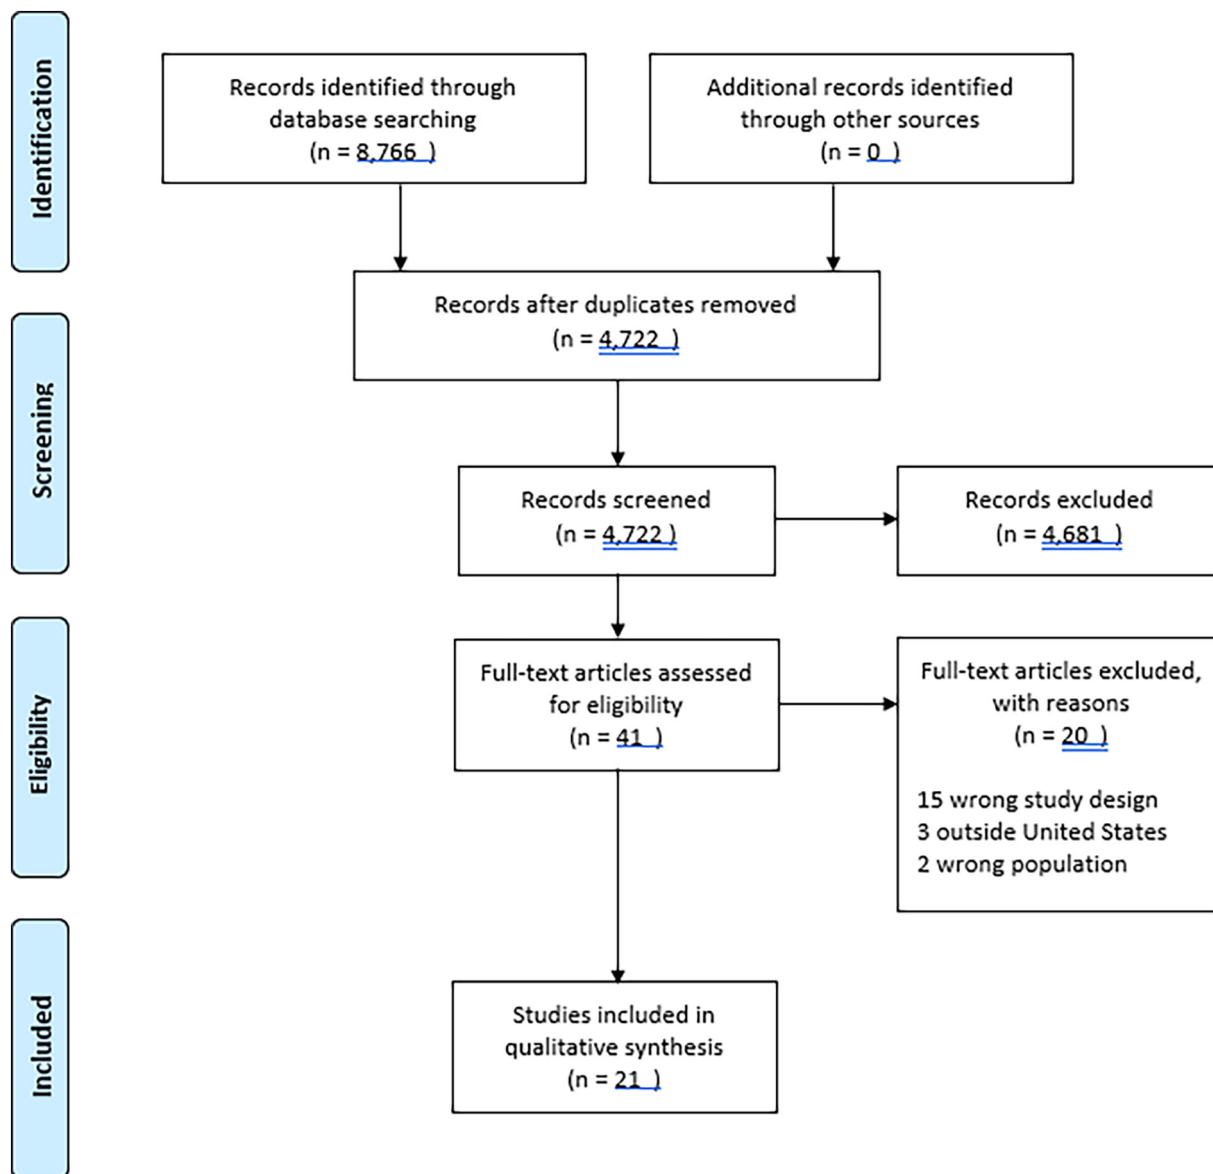 Identification
Records identified through
database searching
(n = 8,766  )
Additional records identified
through other sources
(n = 0  )
Records after duplicates removed
(n = 4,722  )
Screening
Records screened
(n = 4,722 )
Records excluded
(n = 4,681  )
Eligibility
Full-text articles assessed
for eligibility
(n = 41  )
Full-text articles excluded,
with reasons
(n = 20  )
15 wrong study design
3 outside United States
2 wrong population
Included
Studies included in
qualitative synthesis
(n = 21  )